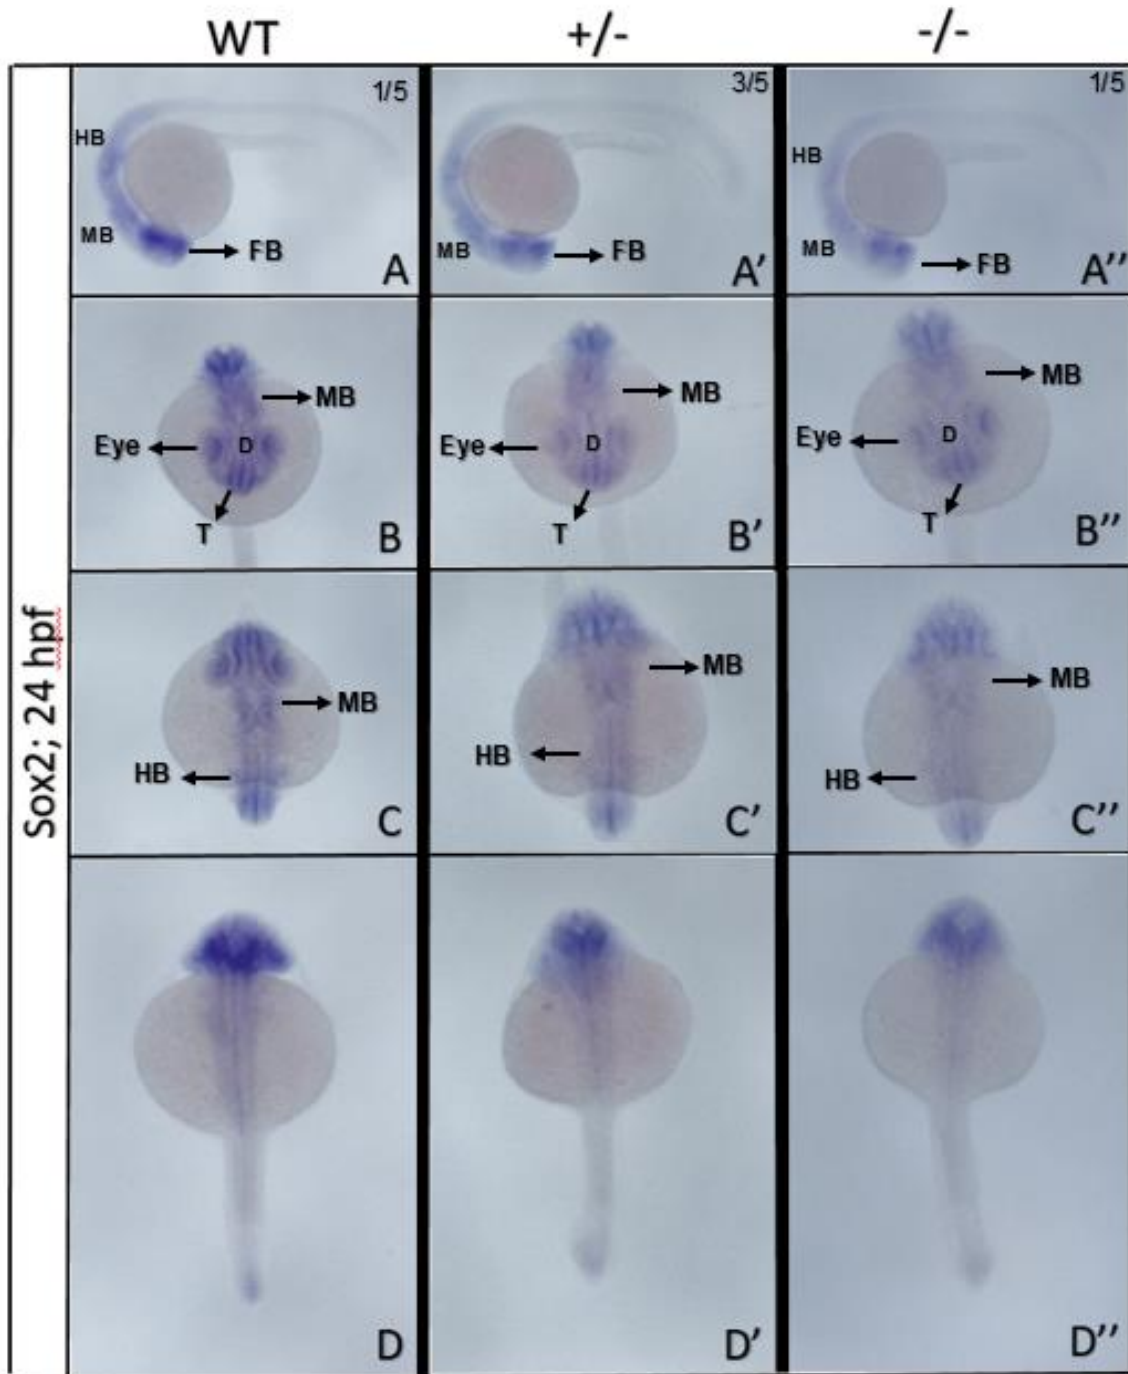 WT +/- -/-
Sox2; 24 hpf
1/5
HB
MB
FB
A
3/5
MB
FB
A'
1/5
HB
MB
FB
A''
MB
Eye
D
T
B
MB
Eye
D
T
B'
MB
Eye
D
T
B''
MB
HB
C
MB
HB
C'
MB
HB
C''
D
D'
D''